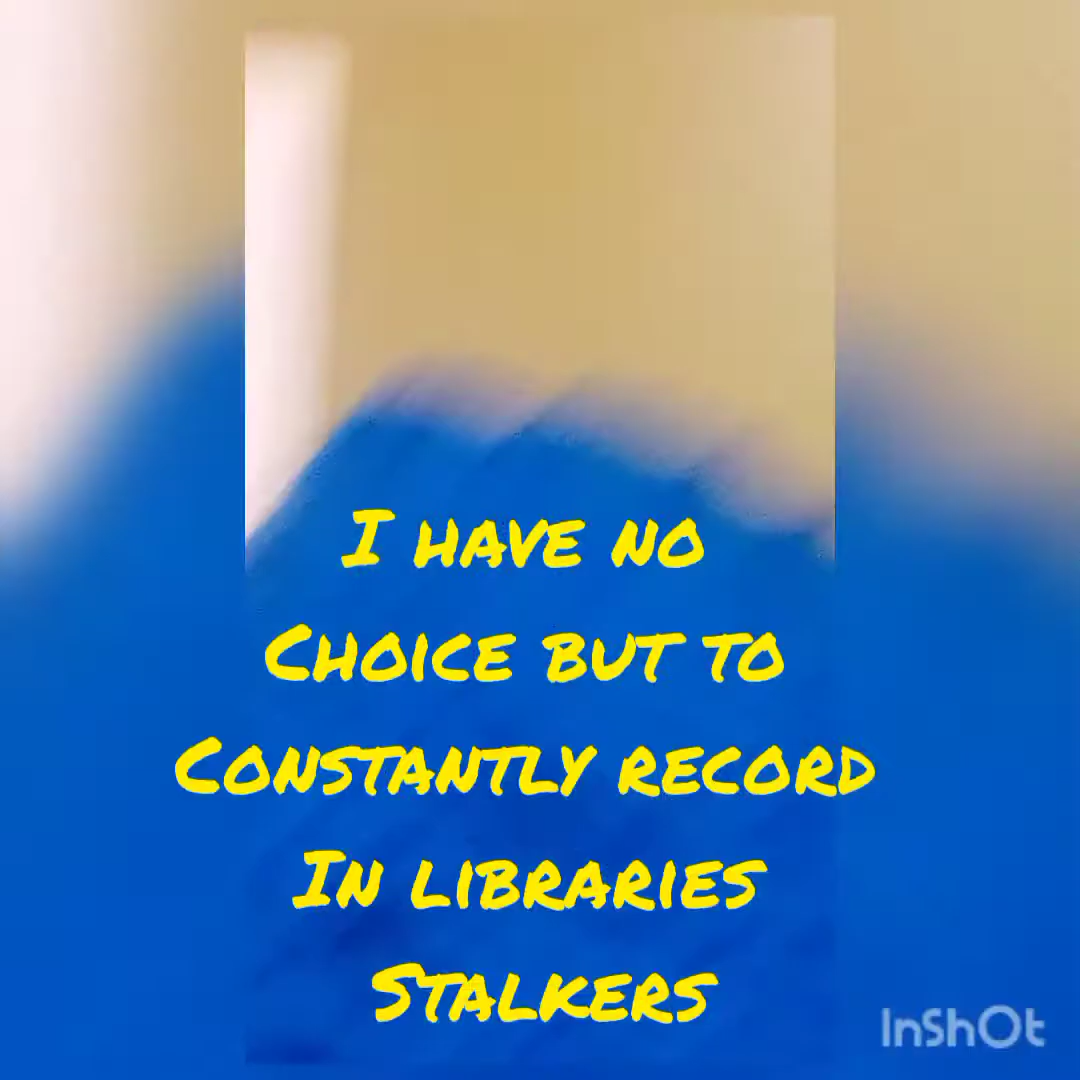 I have no
Choice but to
Constantly record
In libraries
Stalkers
InShOt